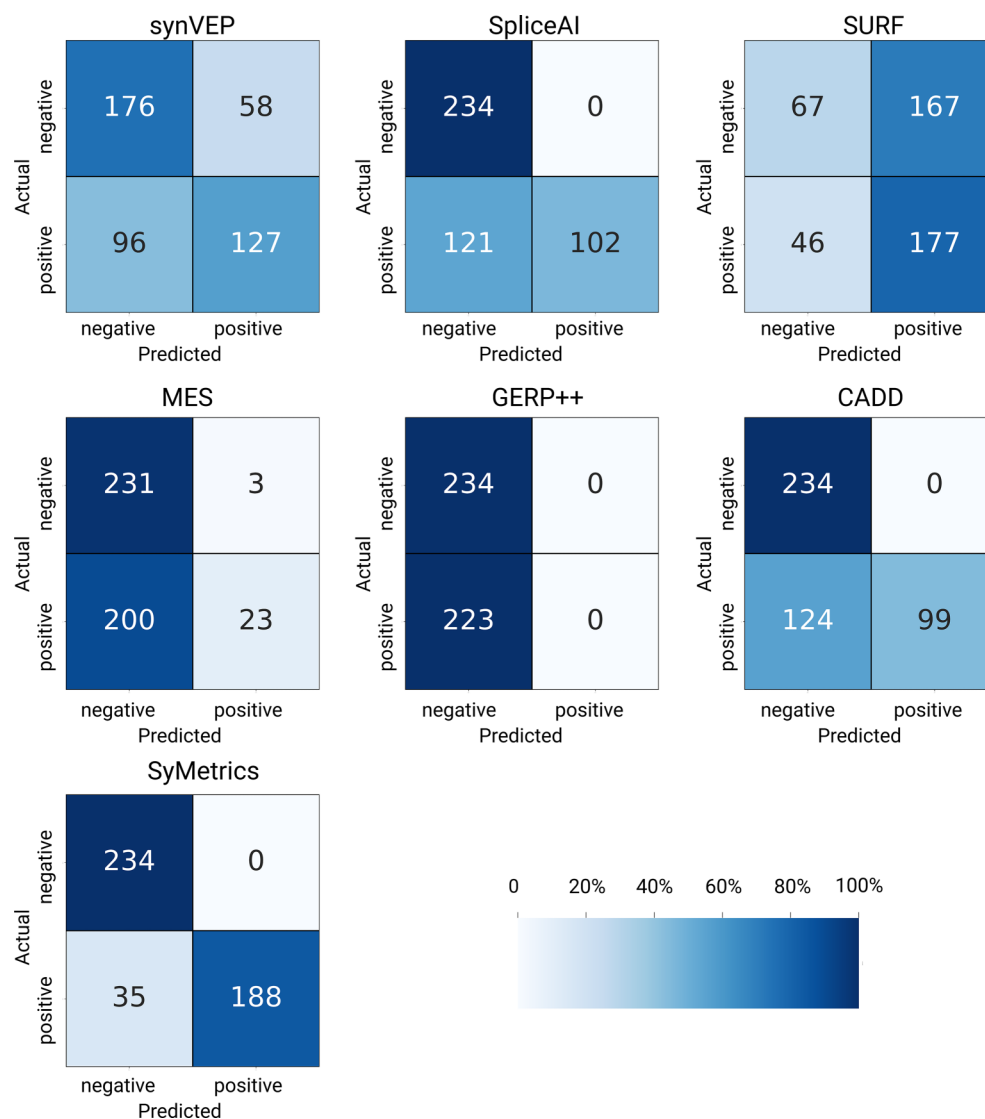 synVEP
SpliceAI
SURF
negative
176
58
negative
234
0
negative
67
167
Actual
Actual
Actual
positive
96
127
positive
121
102
positive
46
177
negative
positive
negative
positive
negative
positive
Predicted
Predicted
Predicted
MES
GERP++
CADD
negative
231
3
negative
234
0
negative
234
0
Actual
Actual
Actual
positive
200
23
positive
223
0
positive
124
99
negative
positive
negative
positive
negative
positive
Predicted
Predicted
Predicted
SyMetrics
negative
234
0
Actual
positive
35
188
negative
positive
Predicted
0
20%
40%
60%
80%
100%